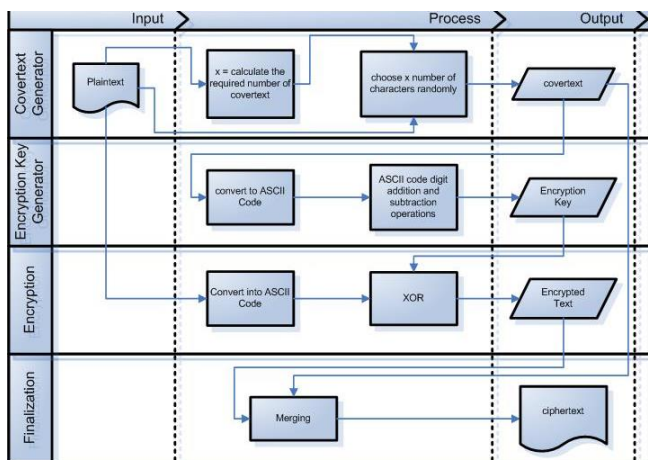 Input
Process
Output
Covertext
Generator
Plaintext
x = calculate the
required number of
covertext
choose x number of
characters randomly
covertext
Encryption Key
Generator
convert to ASCII
Code
ASCII code digit
addition and
subtraction
operations
Encryption
Key
Encryption
Convert into ASCII
Code
XOR
Encrypted
Text
Finalization
Merging
ciphertext